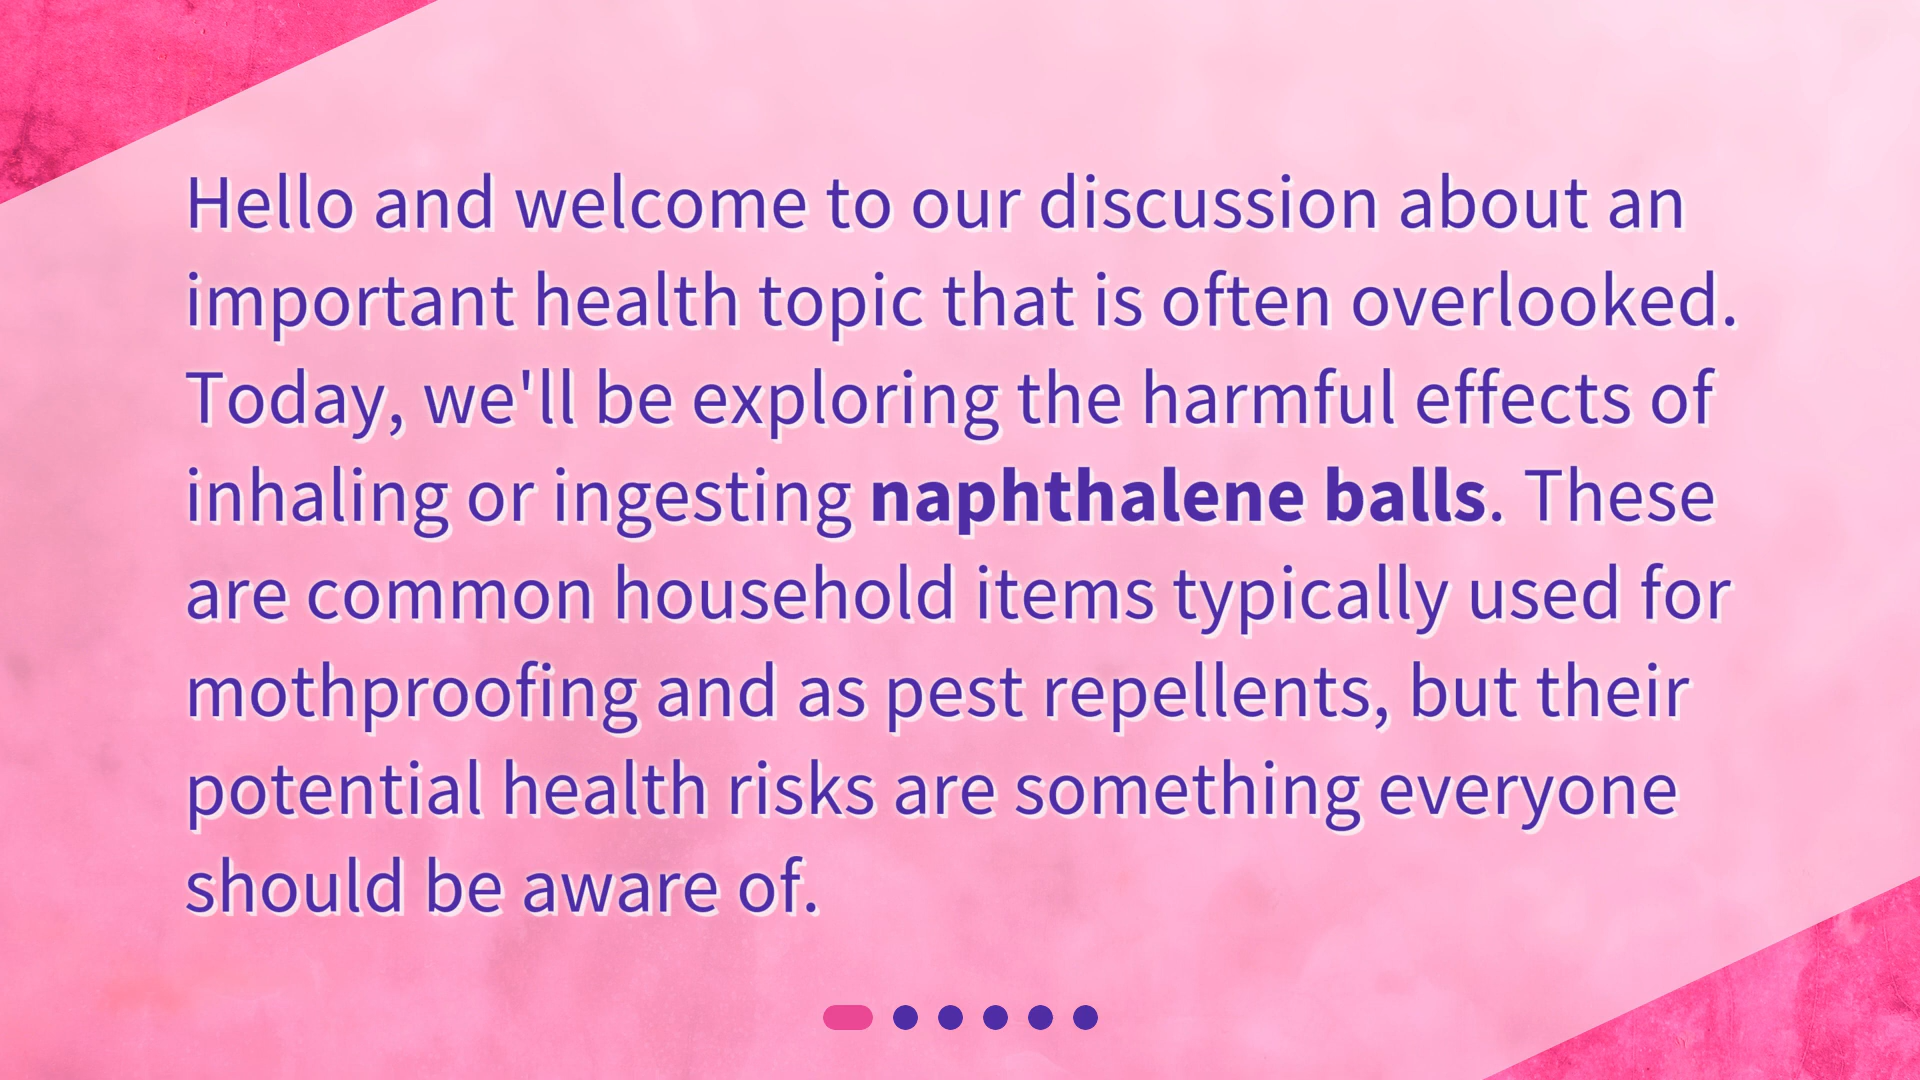 Hello and welcome to our discussion about an
important health topic that is often overlooked.
Today, we'll be exploring the harmful effects of
inhaling or ingesting naphthalene balls. These
are common household items typically used for
mothproofing and as pest repellents, but their
potential health risks are something everyone
should be aware of.